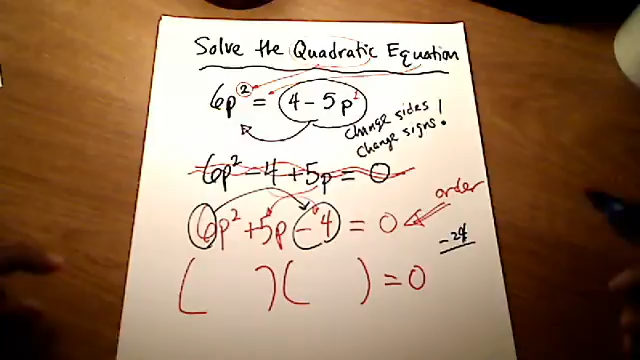 Solve the Quadratic Equation
6p² = 4 - 5p¹
change sides
change signs!
6p² - 4 + 5p = 0
order
6p² + 5p - 4 = 0
-24
(     )(     ) = 0